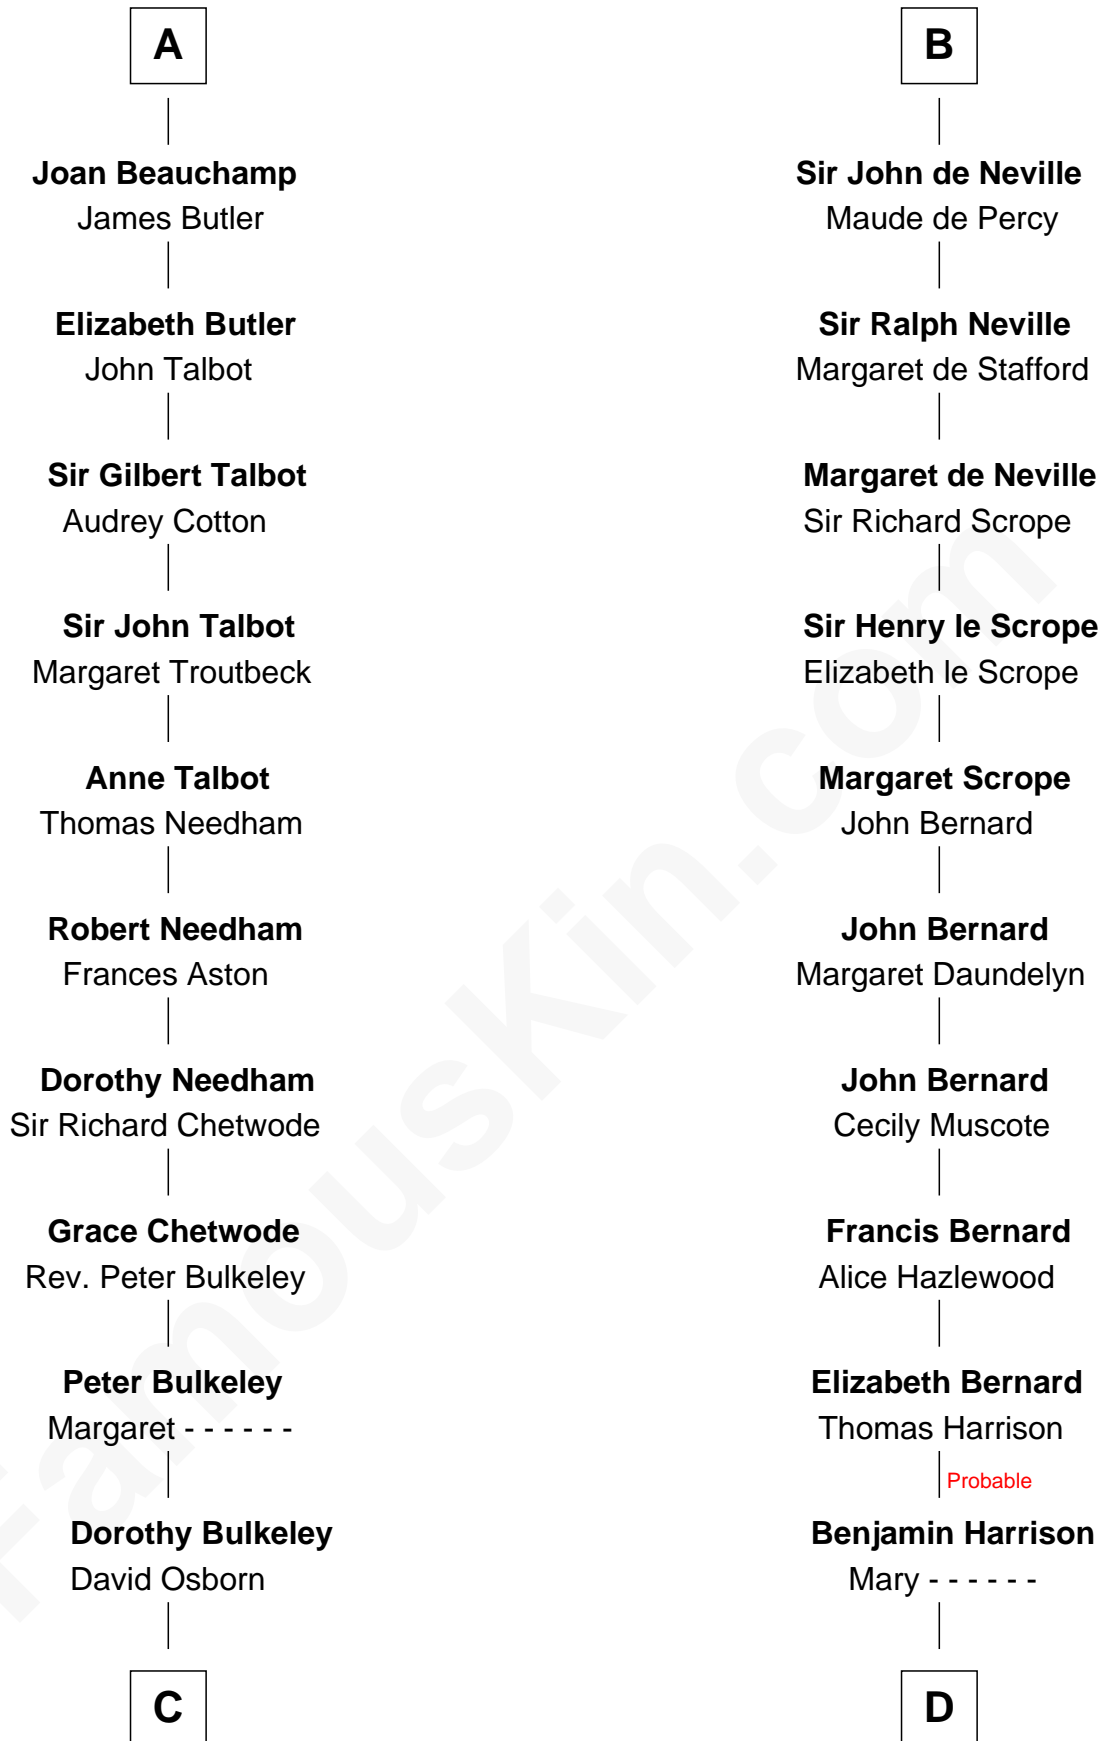 A
Joan Beauchamp
James Butler
Elizabeth Butler
John Talbot
Sir Gilbert Talbot
Audrey Cotton
Sir John Talbot
Margaret Troutbeck
Anne Talbot
Thomas Needham
Robert Needham
Frances Aston
Dorothy Needham
Sir Richard Chetwode
Grace Chetwode
Rev. Peter Bulkeley
Peter Bulkeley
Margaret - - - - - -
Dorothy Bulkeley
David Osborn
C
B
Sir John de Neville
Maude de Percy
Sir Ralph Neville
Margaret de Stafford
Margaret de Neville
Sir Richard Scrope
Sir Henry le Scrope
Elizabeth le Scrope
Margaret Scrope
John Bernard
John Bernard
Margaret Daundelyn
John Bernard
Cecily Muscote
Francis Bernard
Alice Hazlewood
Elizabeth Bernard
Thomas Harrison
Probable
Benjamin Harrison
Mary - - - - - -
D
FamousKin.com